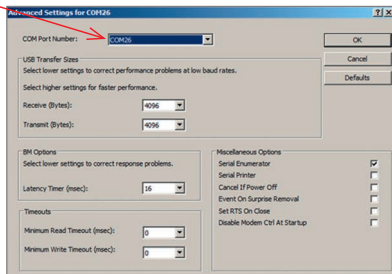 Advanced Settings for COM26
COM Port Number: COM26
OK
Cancel
Defaults
USB Transfer Sizes
Select lower settings to correct performance problems at low baud rates.
Select higher settings for faster performance.
Receive (Bytes): 4096
Transmit (Bytes): 4096
BM Options
Select lower settings to correct response problems.
Latency Timer (msec): 16
Timeouts
Minimum Read Timeout (msec): 0
Minimum Write Timeout (msec): 0
Miscellaneous Options
Serial Enumerator
Serial Printer
Cancel If Power Off
Event On Surprise Removal
Set RTS On Close
Disable Modem Ctrl At Startup